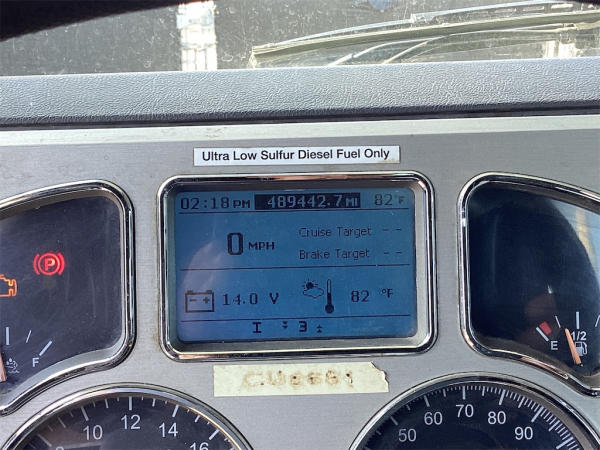 Ultra Low Sulfur Diesel Fuel Only
02:18 PM 489442.7 MI 82°F
0 MPH
Cruise Target --
Brake Target --
14.0 V 82 °F
I 3
P
F
E 1/2
10 12 14 16
50 60 70 80 90